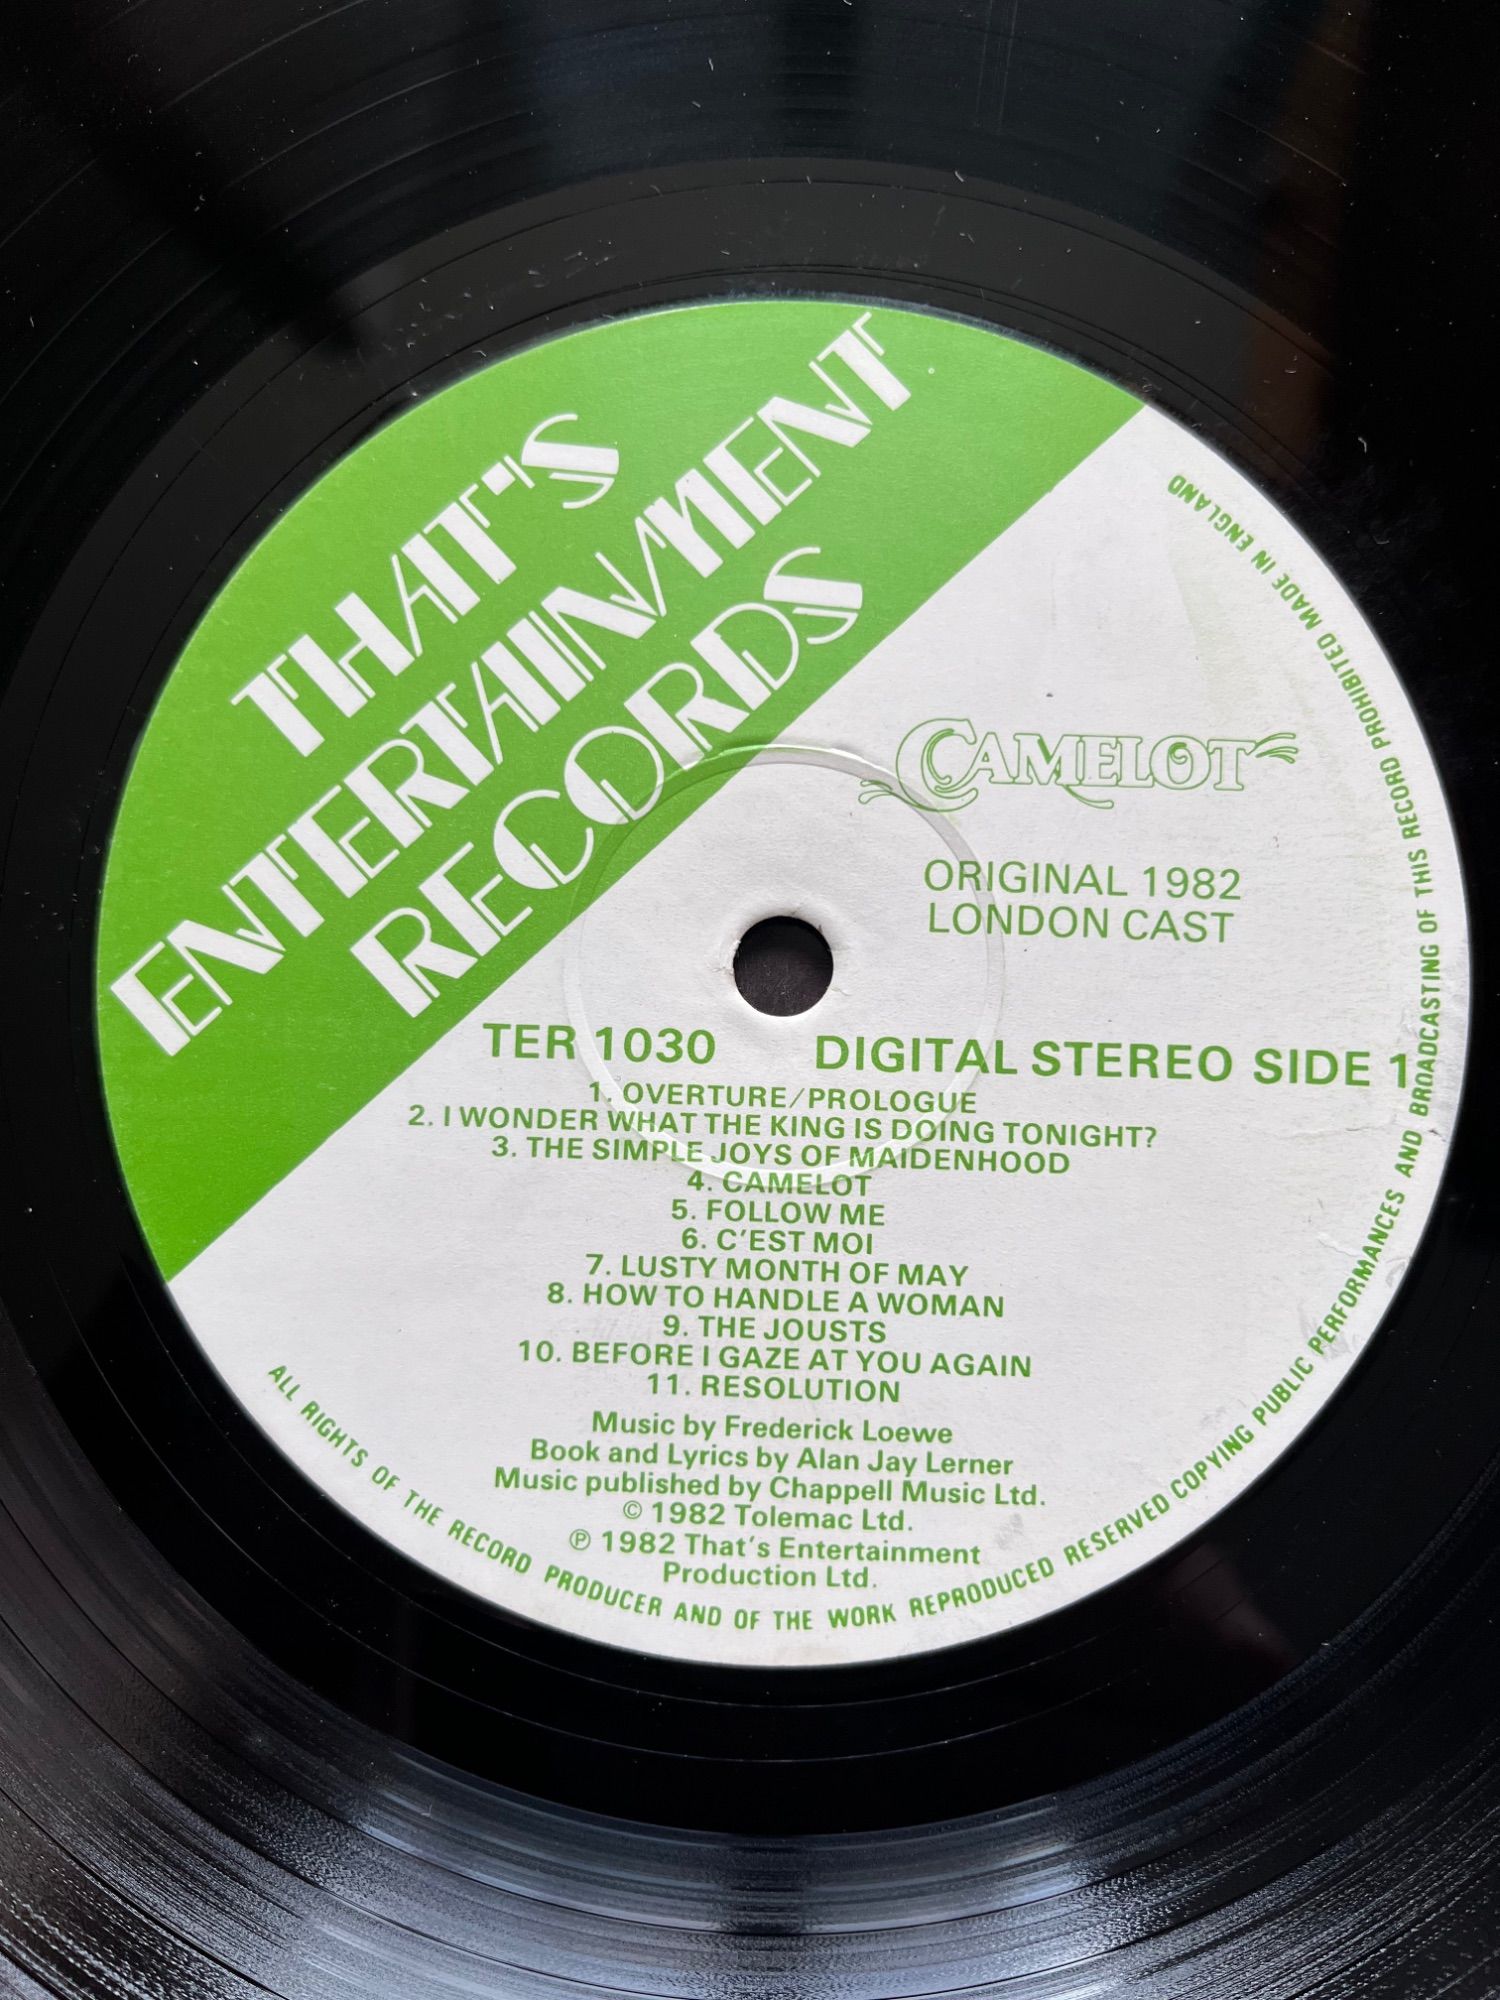 THAT'S
ENTERTAINMENT
RECORDS
CAMELOT
ORIGINAL 1982
LONDON CAST
TER 1030 DIGITAL STEREO SIDE 1
1. OVERTURE/PROLOGUE
2. I WONDER WHAT THE KING IS DOING TONIGHT?
3. THE SIMPLE JOYS OF MAIDENHOOD
4. CAMELOT
5. FOLLOW ME
6. C'EST MOI
7. LUSTY MONTH OF MAY
8. HOW TO HANDLE A WOMAN
9. THE JOUSTS
10. BEFORE I GAZE AT YOU AGAIN
11. RESOLUTION
Music by Frederick Loewe
Book and Lyrics by Alan Jay Lerner
Music published by Chappell Music Ltd.
© 1982 Tolemac Ltd.
℗ 1982 That's Entertainment
Production Ltd.
ALL RIGHTS OF THE RECORD PRODUCER AND OF THE WORK REPRODUCED RESERVED COPYING PUBLIC PERFORMANCES AND BROADCASTING OF THIS RECORD PROHIBITED MADE IN ENGLAND